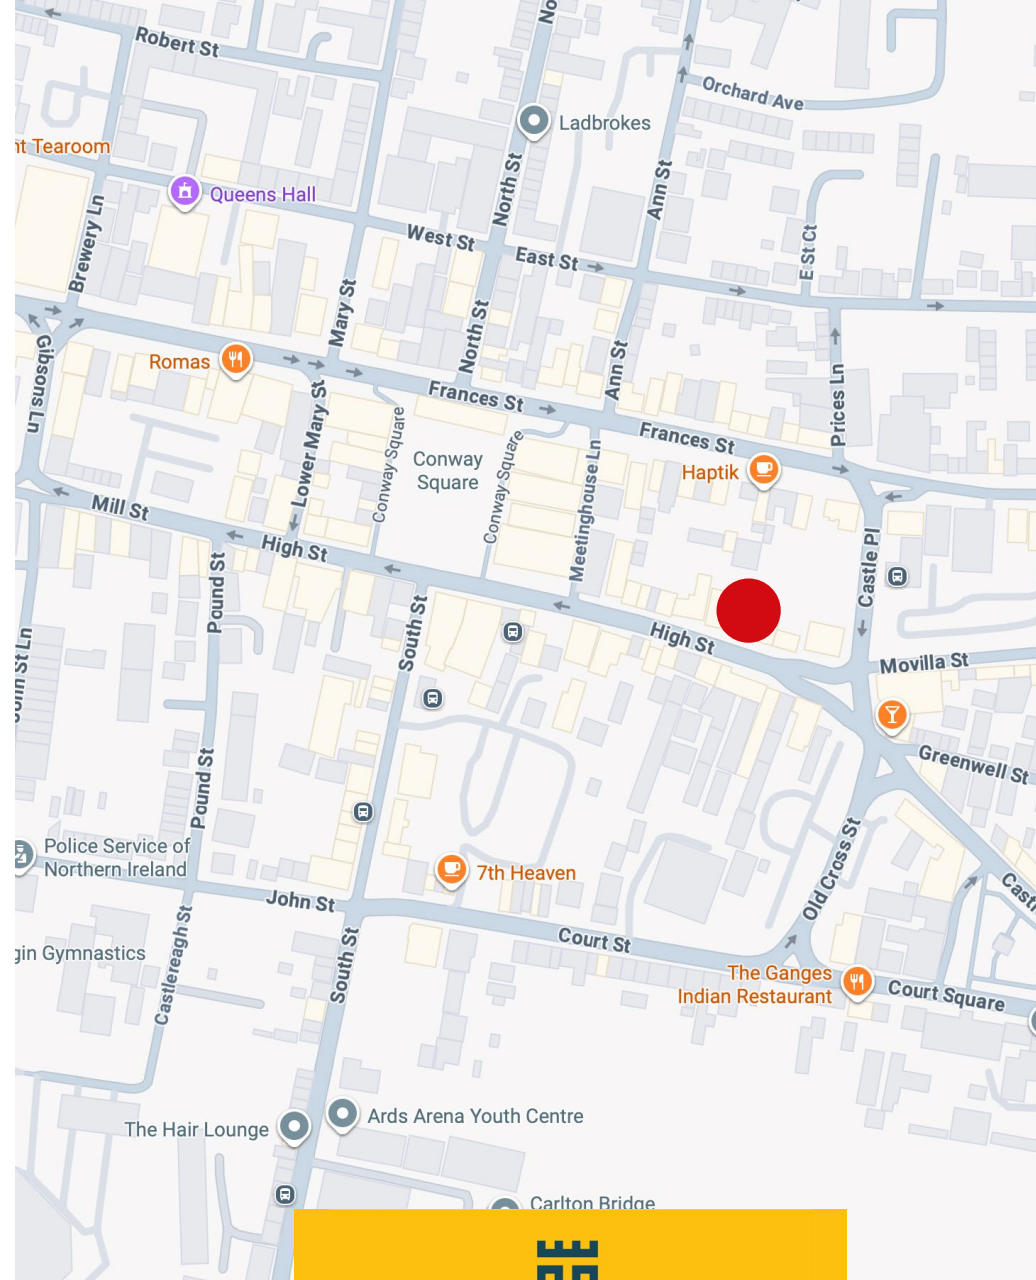 No
Robert St
Orchard Ave
Ladbrokes
nt Tearoom
Queens Hall
North St
Ann St
Brewery Ln
West St
East St
E St Ct
Mary St
North St
Gibsons Ln
Romas
Ann St
Prices Ln
Frances St
Lower Mary St
Conway Square
Conway
Square
Conway Square
Frances St
Meetinghouse Ln
Haptik
Mill St
High St
Pound St
Castle Pl
South St
High St
John St Ln
Movilla St
Greenwell St
Pound St
Police Service of
Northern Ireland
7th Heaven
Old Cross St
John St
Castlereagh St
South St
Court St
gin Gymnastics
The Ganges
Indian Restaurant
Court Square
Ards Arena Youth Centre
The Hair Lounge
Carlton Bridge